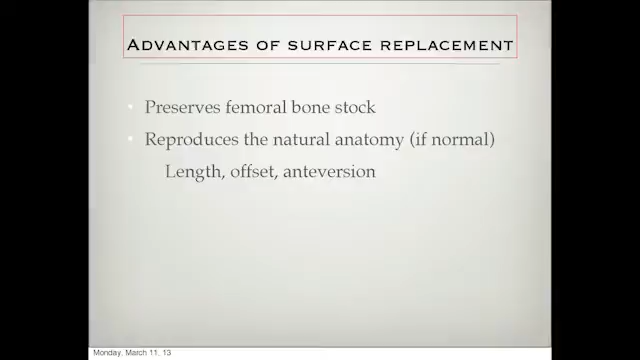 ADVANTAGES OF SURFACE REPLACEMENT
• Preserves femoral bone stock
• Reproduces the natural anatomy (if normal)
Length, offset, anteversion
Monday, March 11, 13